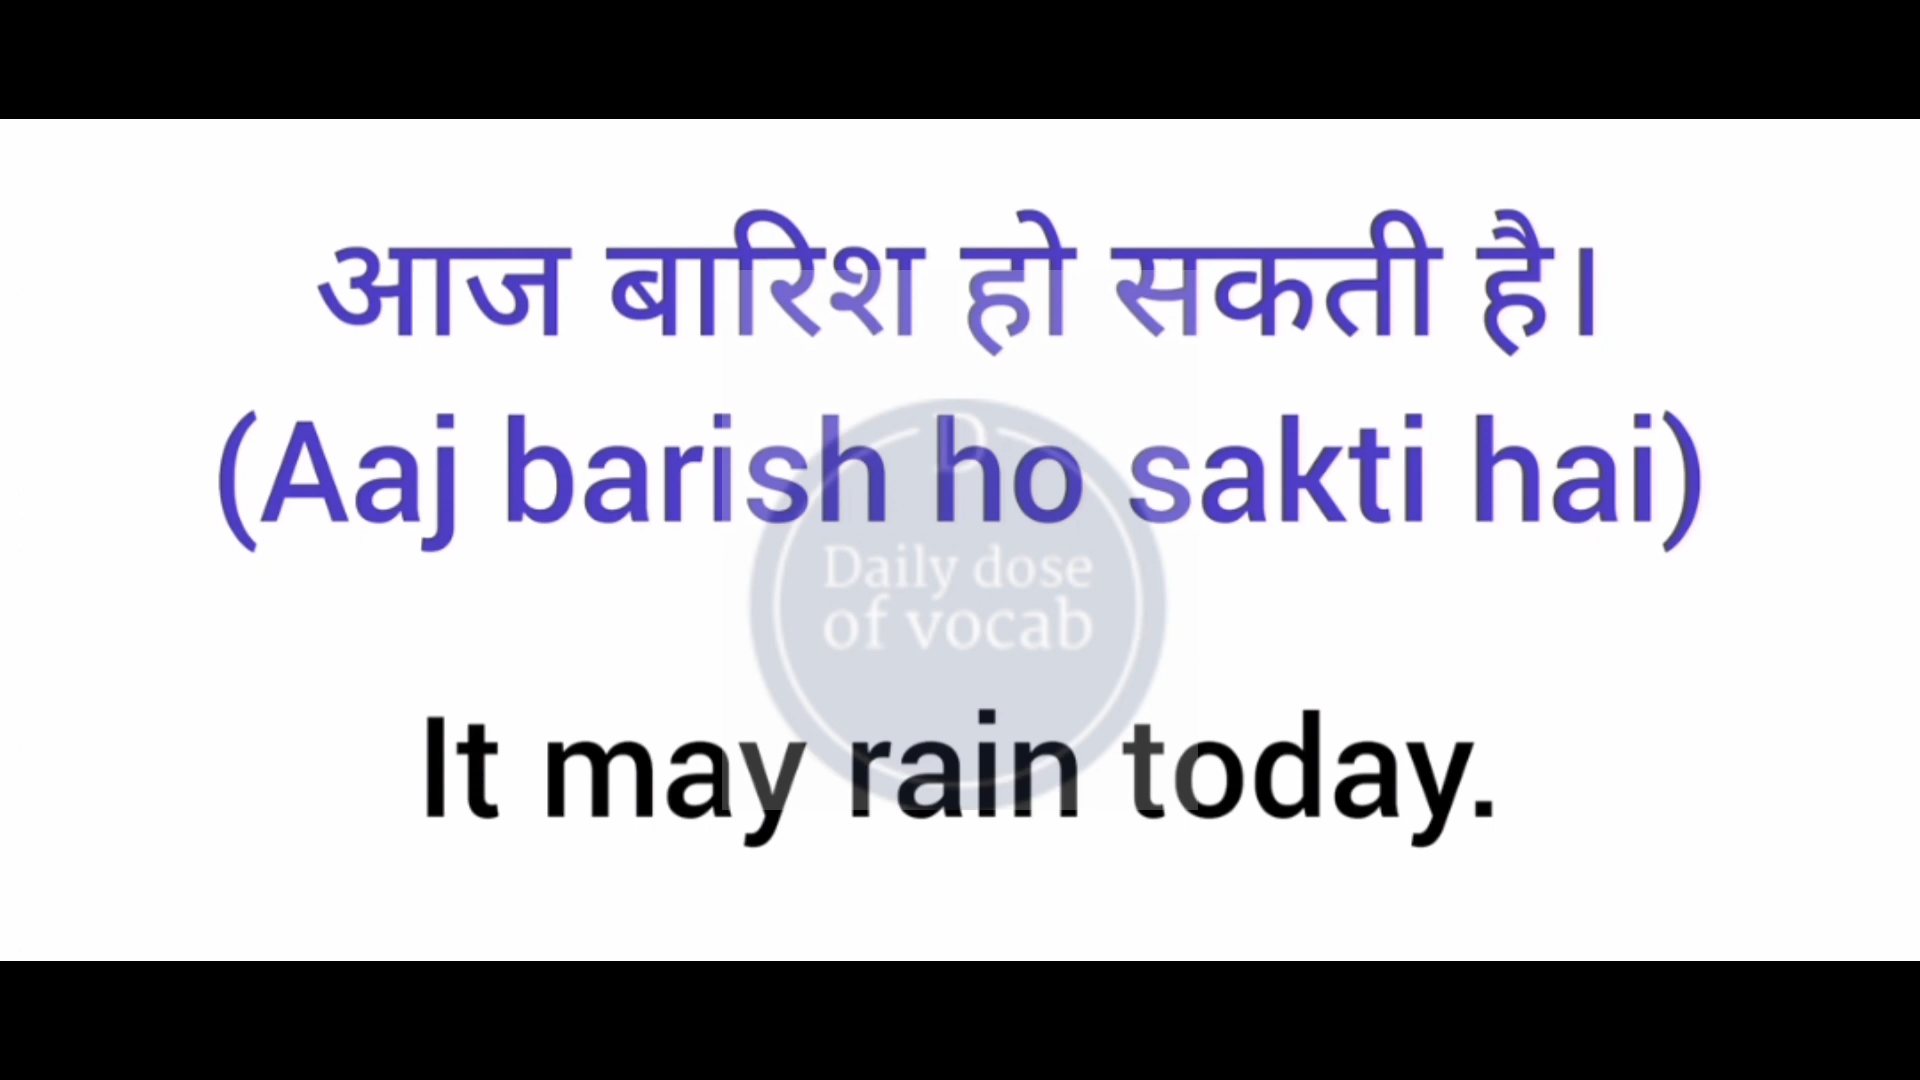 आज बारिश हो सकती है।
(Aaj barish ho sakti hai)
D
Daily dose
of vocab
It may rain today.